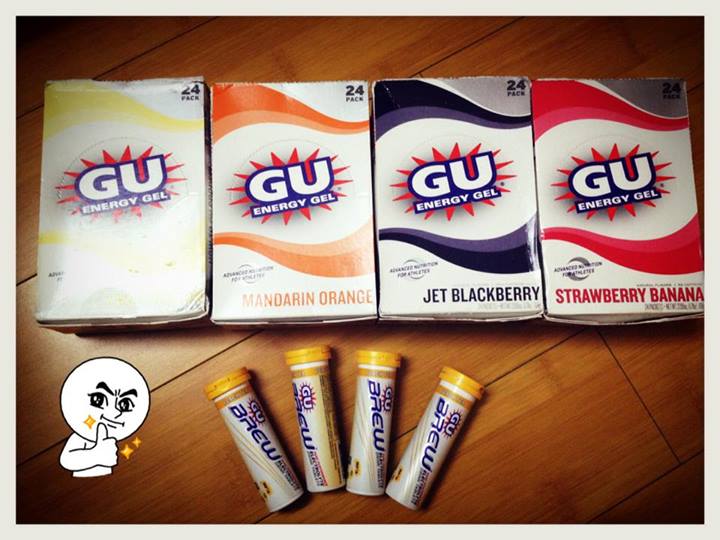 24
PACK
GU
ENERGY GEL
24
PACK
GU
ENERGY GEL
ADVANCED NUTRITION
FOR ATHLETES
MANDARIN ORANGE
24
PACK
GU
ENERGY GEL
ADVANCED NUTRITION
FOR ATHLETES
JET BLACKBERRY
24
PACK
GU
ENERGY GEL
ADVANCED NUTRITION
FOR ATHLETES
STRAWBERRY BANANA
GU
BREW
GU
BREW
GU
BREW
GU
BREW